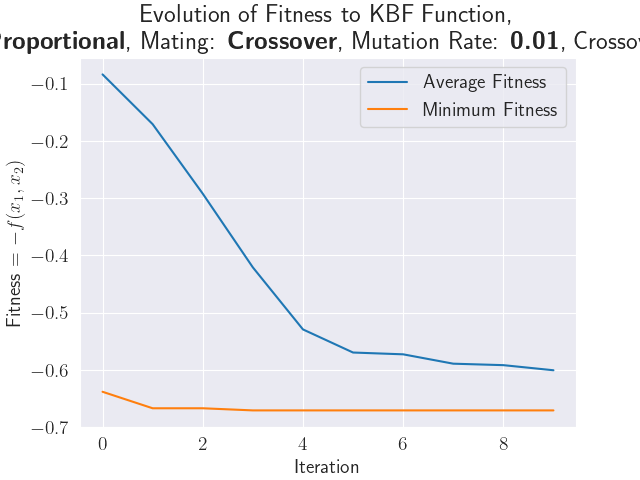 Evolution of Fitness to KBF Function,
Proportional, Mating: Crossover, Mutation Rate: 0.01, Crossov
Average Fitness
Minimum Fitness
−0.1
−0.2
−0.3
−0.4
−0.5
−0.6
−0.7
Fitness = −f(x₁, x₂)
0 2 4 6 8
Iteration